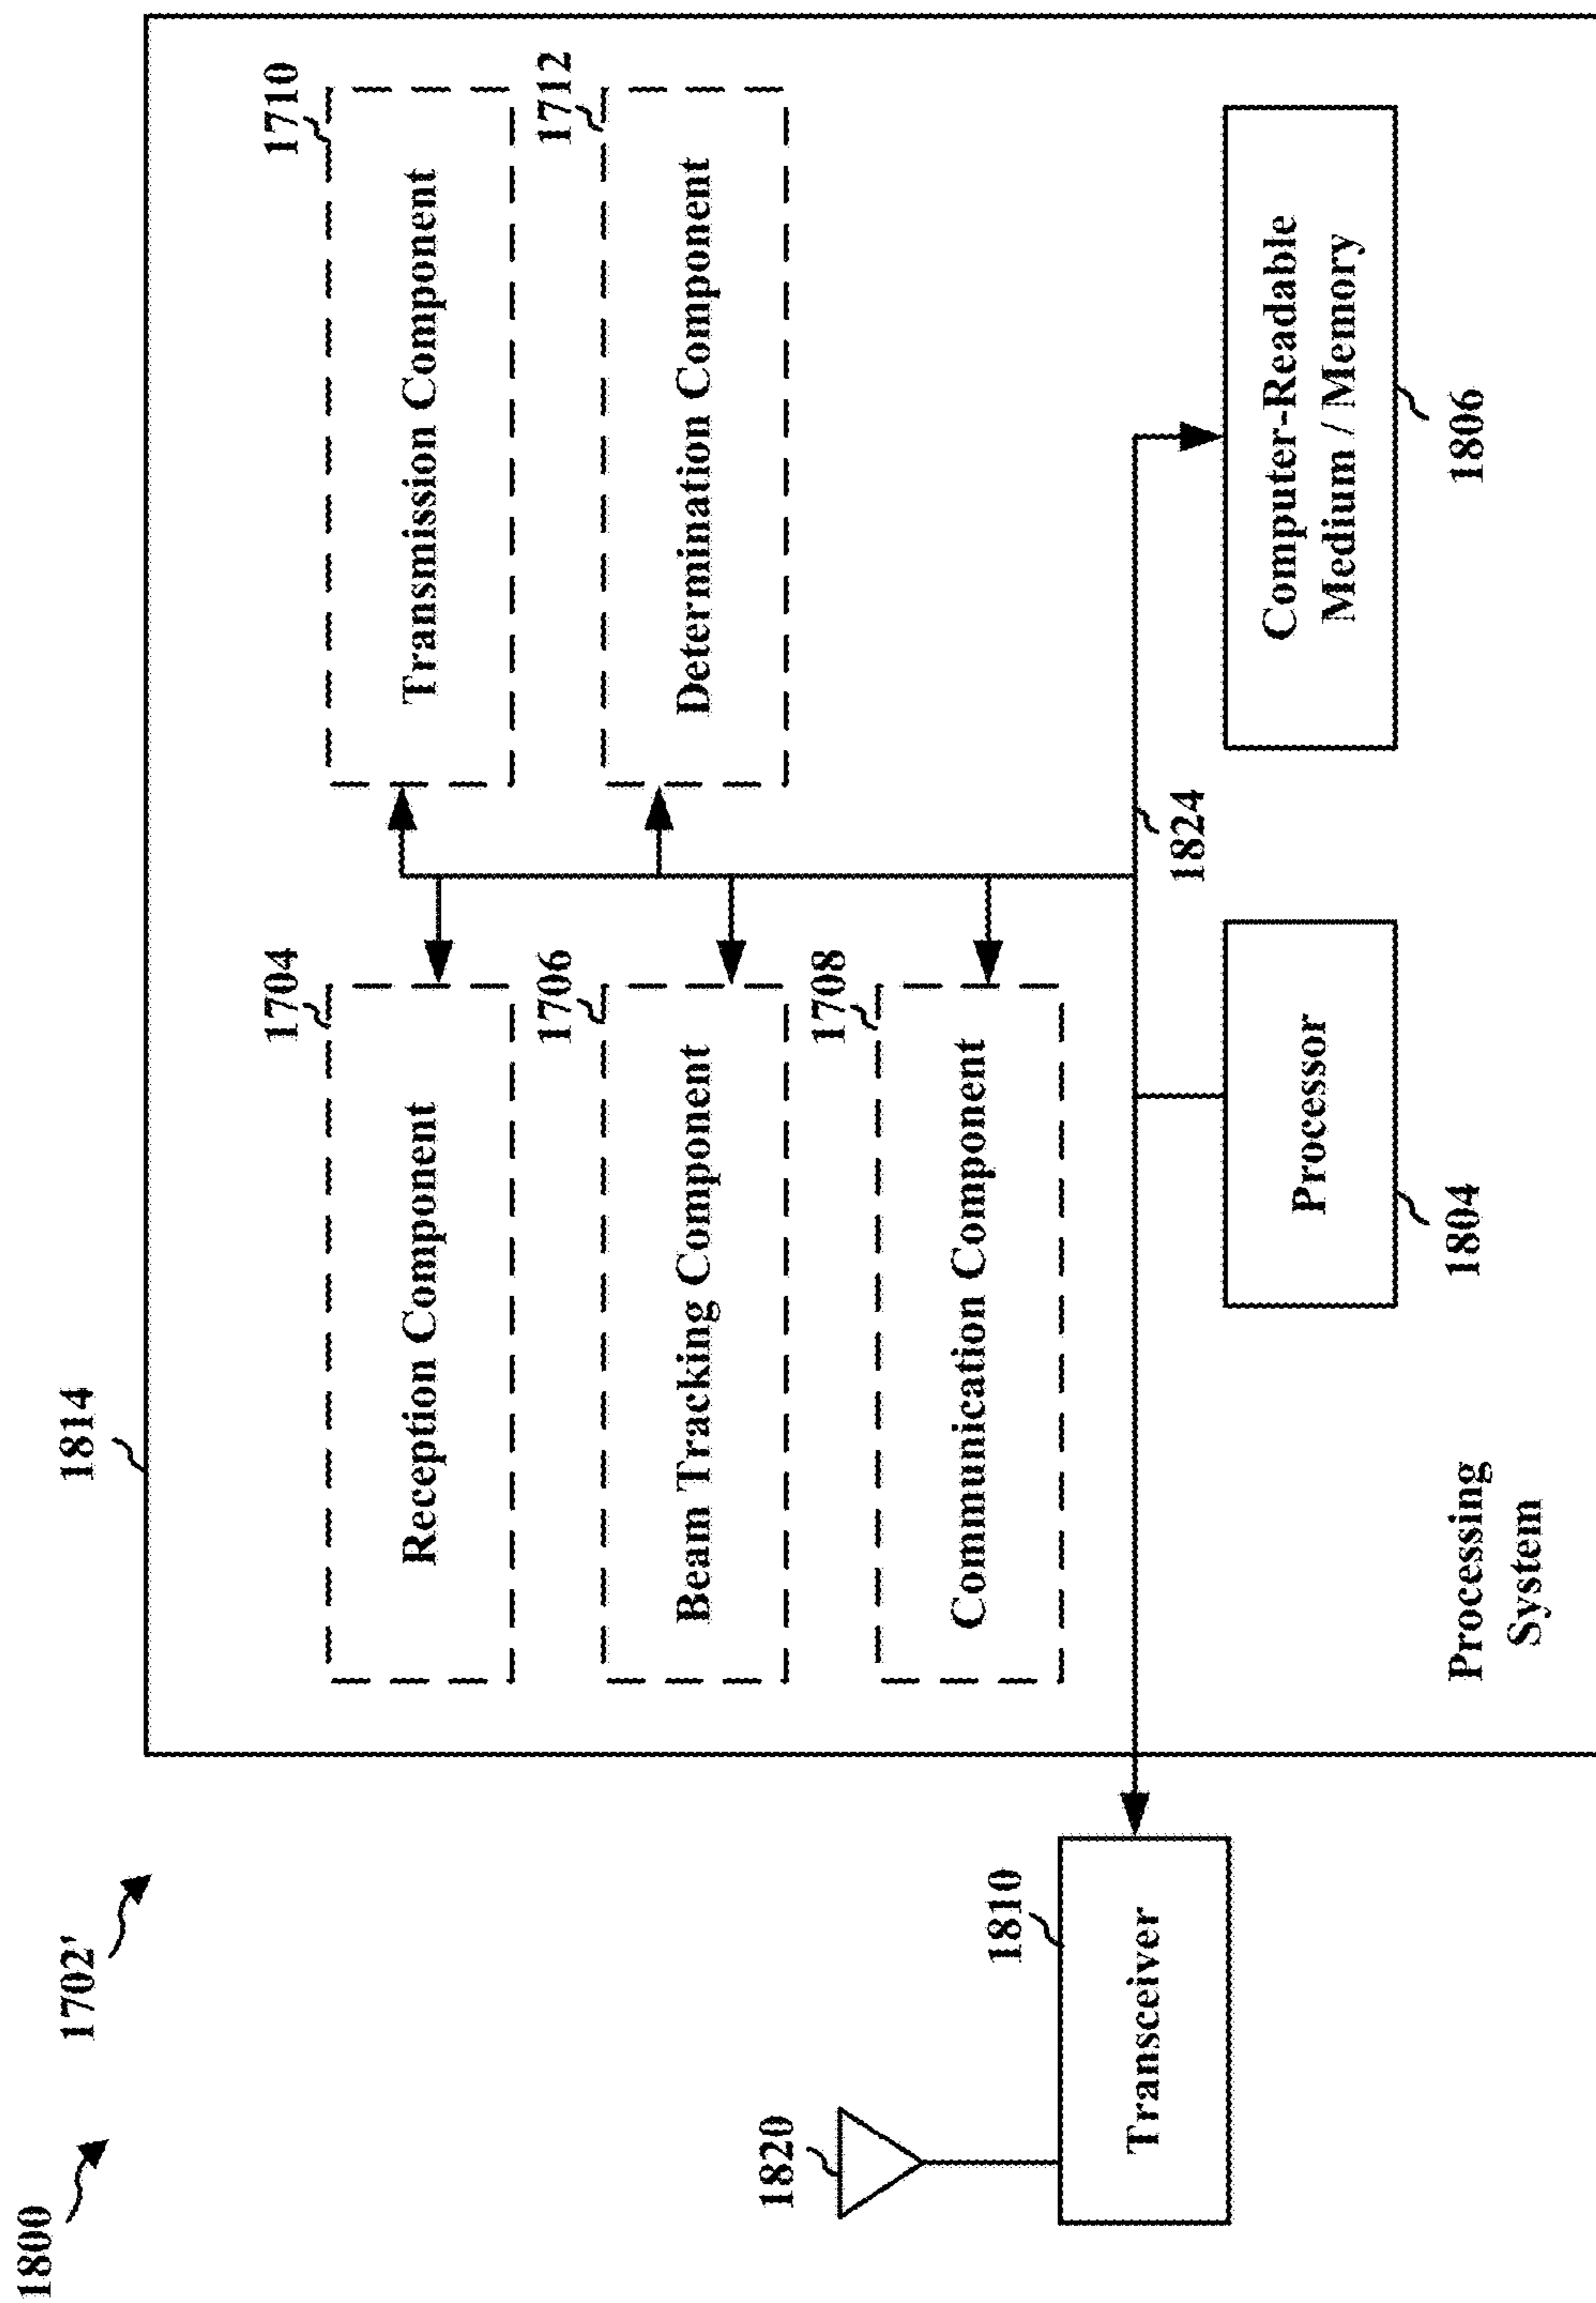 1800
1702'
1814
1704
Reception Component
1710
Transmission Component
1706
Beam Tracking Component
1712
Determination Component
1708
Communication Component
1820
1810
Transceiver
1824
Processor
1804
Computer-Readable
Medium / Memory
1806
Processing
System